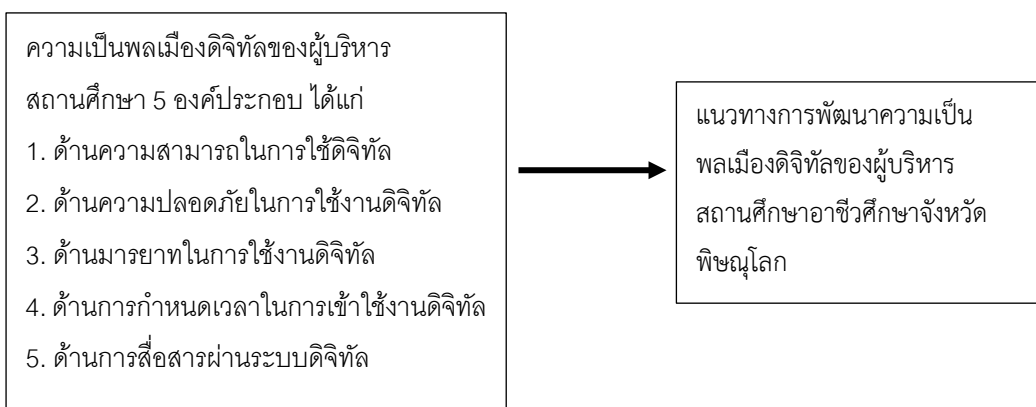 ความเป็นพลเมืองดิจิทัลของผู้บริหาร
สถานศึกษา 5 องค์ประกอบ ได้แก่
1. ด้านความสามารถในการใช้ดิจิทัล
2. ด้านความปลอดภัยในการใช้งานดิจิทัล
3. ด้านมารยาทในการใช้งานดิจิทัล
4. ด้านการกำหนดเวลาในการเข้าใช้งานดิจิทัล
5. ด้านการสื่อสารผ่านระบบดิจิทัล
แนวทางการพัฒนาความเป็น
พลเมืองดิจิทัลของผู้บริหาร
สถานศึกษาอาชีวศึกษาจังหวัด
พิษณุโลก